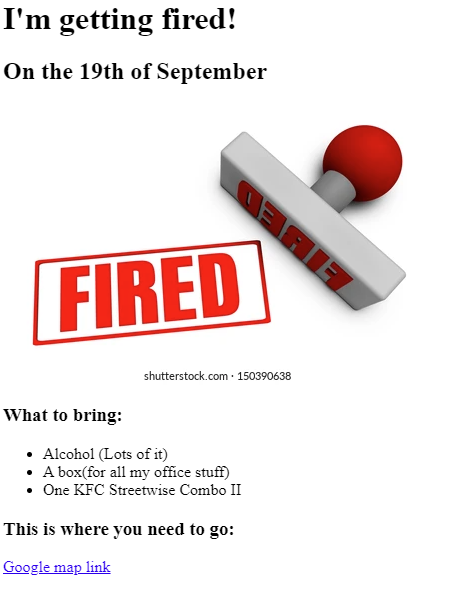 I'm getting fired!
On the 19th of September
FIRED
FIRED
shutterstock.com · 150390638
What to bring:
Alcohol (Lots of it)
A box(for all my office stuff)
One KFC Streetwise Combo II
This is where you need to go:
Google map link